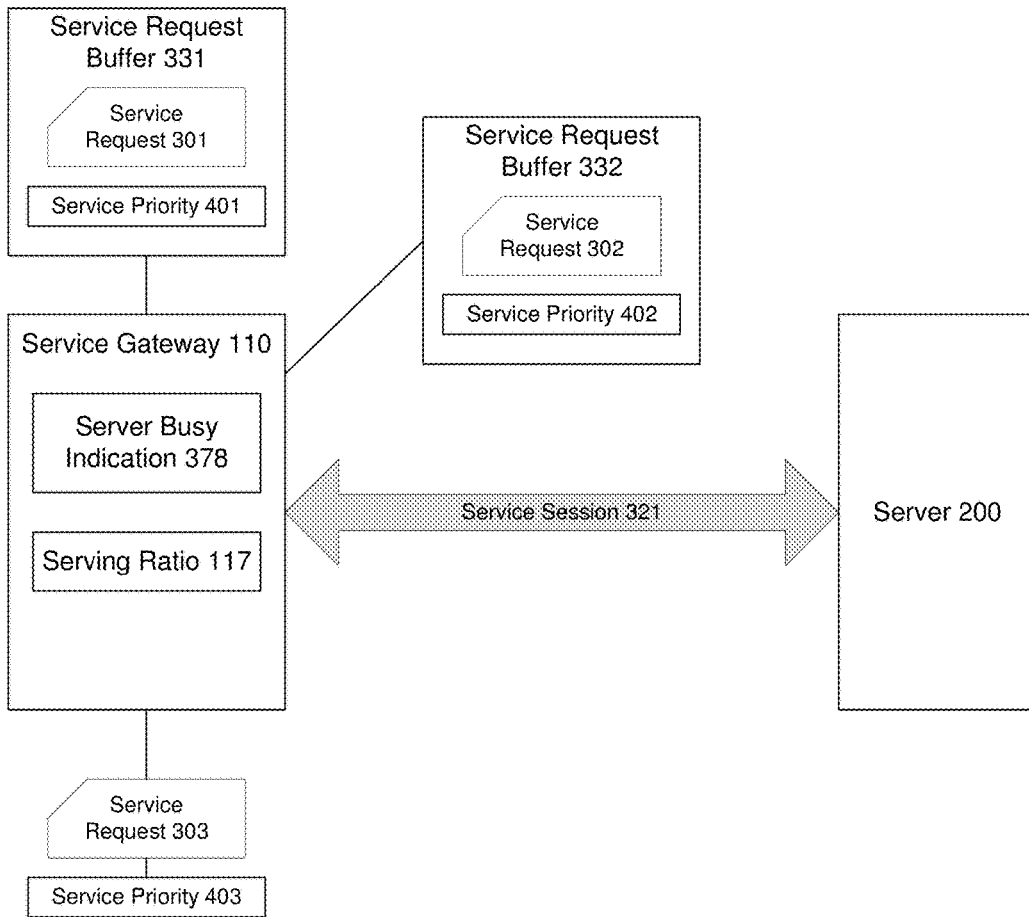 Service Request
Buffer 331
Service
Request 301
Service Priority 401
Service Request
Buffer 332
Service
Request 302
Service Priority 402
Service Gateway 110
Server Busy
Indication 378
Serving Ratio 117
Service Session 321
Server 200
Service
Request 303
Service Priority 403